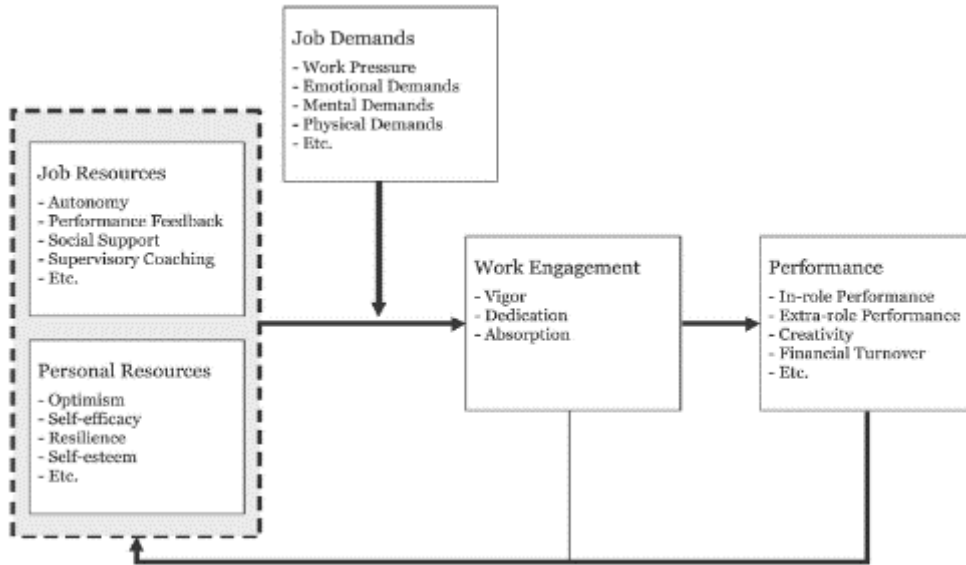 Job Demands
- Work Pressure
- Emotional Demands
- Mental Demands
- Physical Demands
- Etc.
Job Resources
- Autonomy
- Performance Feedback
- Social Support
- Supervisory Coaching
- Etc.
Personal Resources
- Optimism
- Self-efficacy
- Resilience
- Self-esteem
- Etc.
Work Engagement
- Vigor
- Dedication
- Absorption
Performance
- In-role Performance
- Extra-role Performance
- Creativity
- Financial Turnover
- Etc.